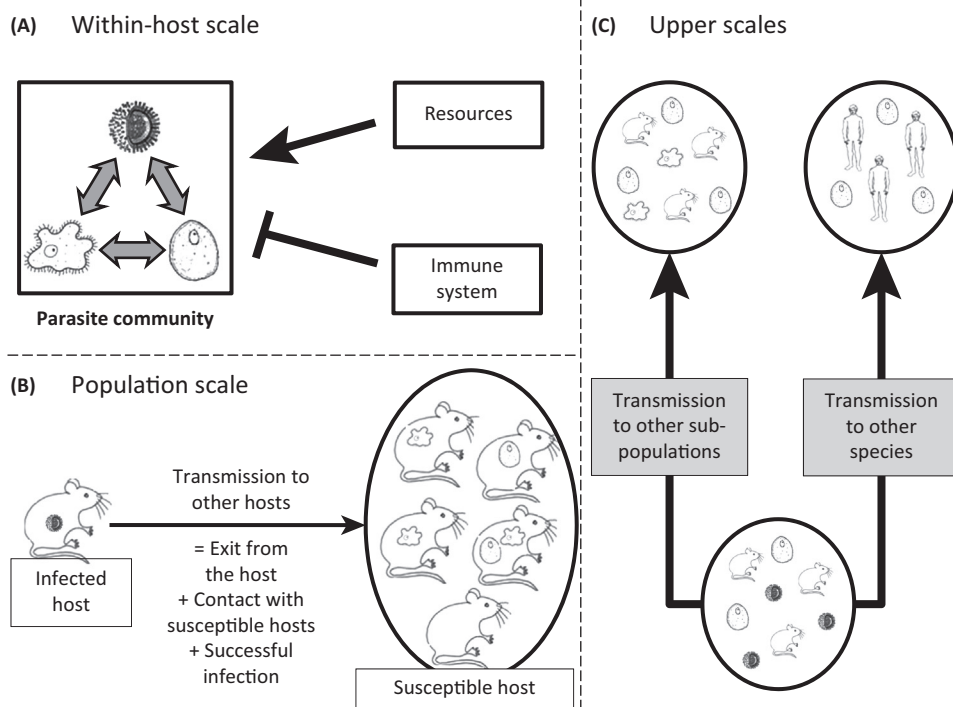 (A) Within-host scale
Resources
Immune
system
Parasite community
(B) Population scale
Infected
host
Transmission to
other hosts
= Exit from
the host
+ Contact with
susceptible hosts
+ Successful
infection
Susceptible host
(C) Upper scales
Transmission
to other sub-
populations
Transmission
to other
species